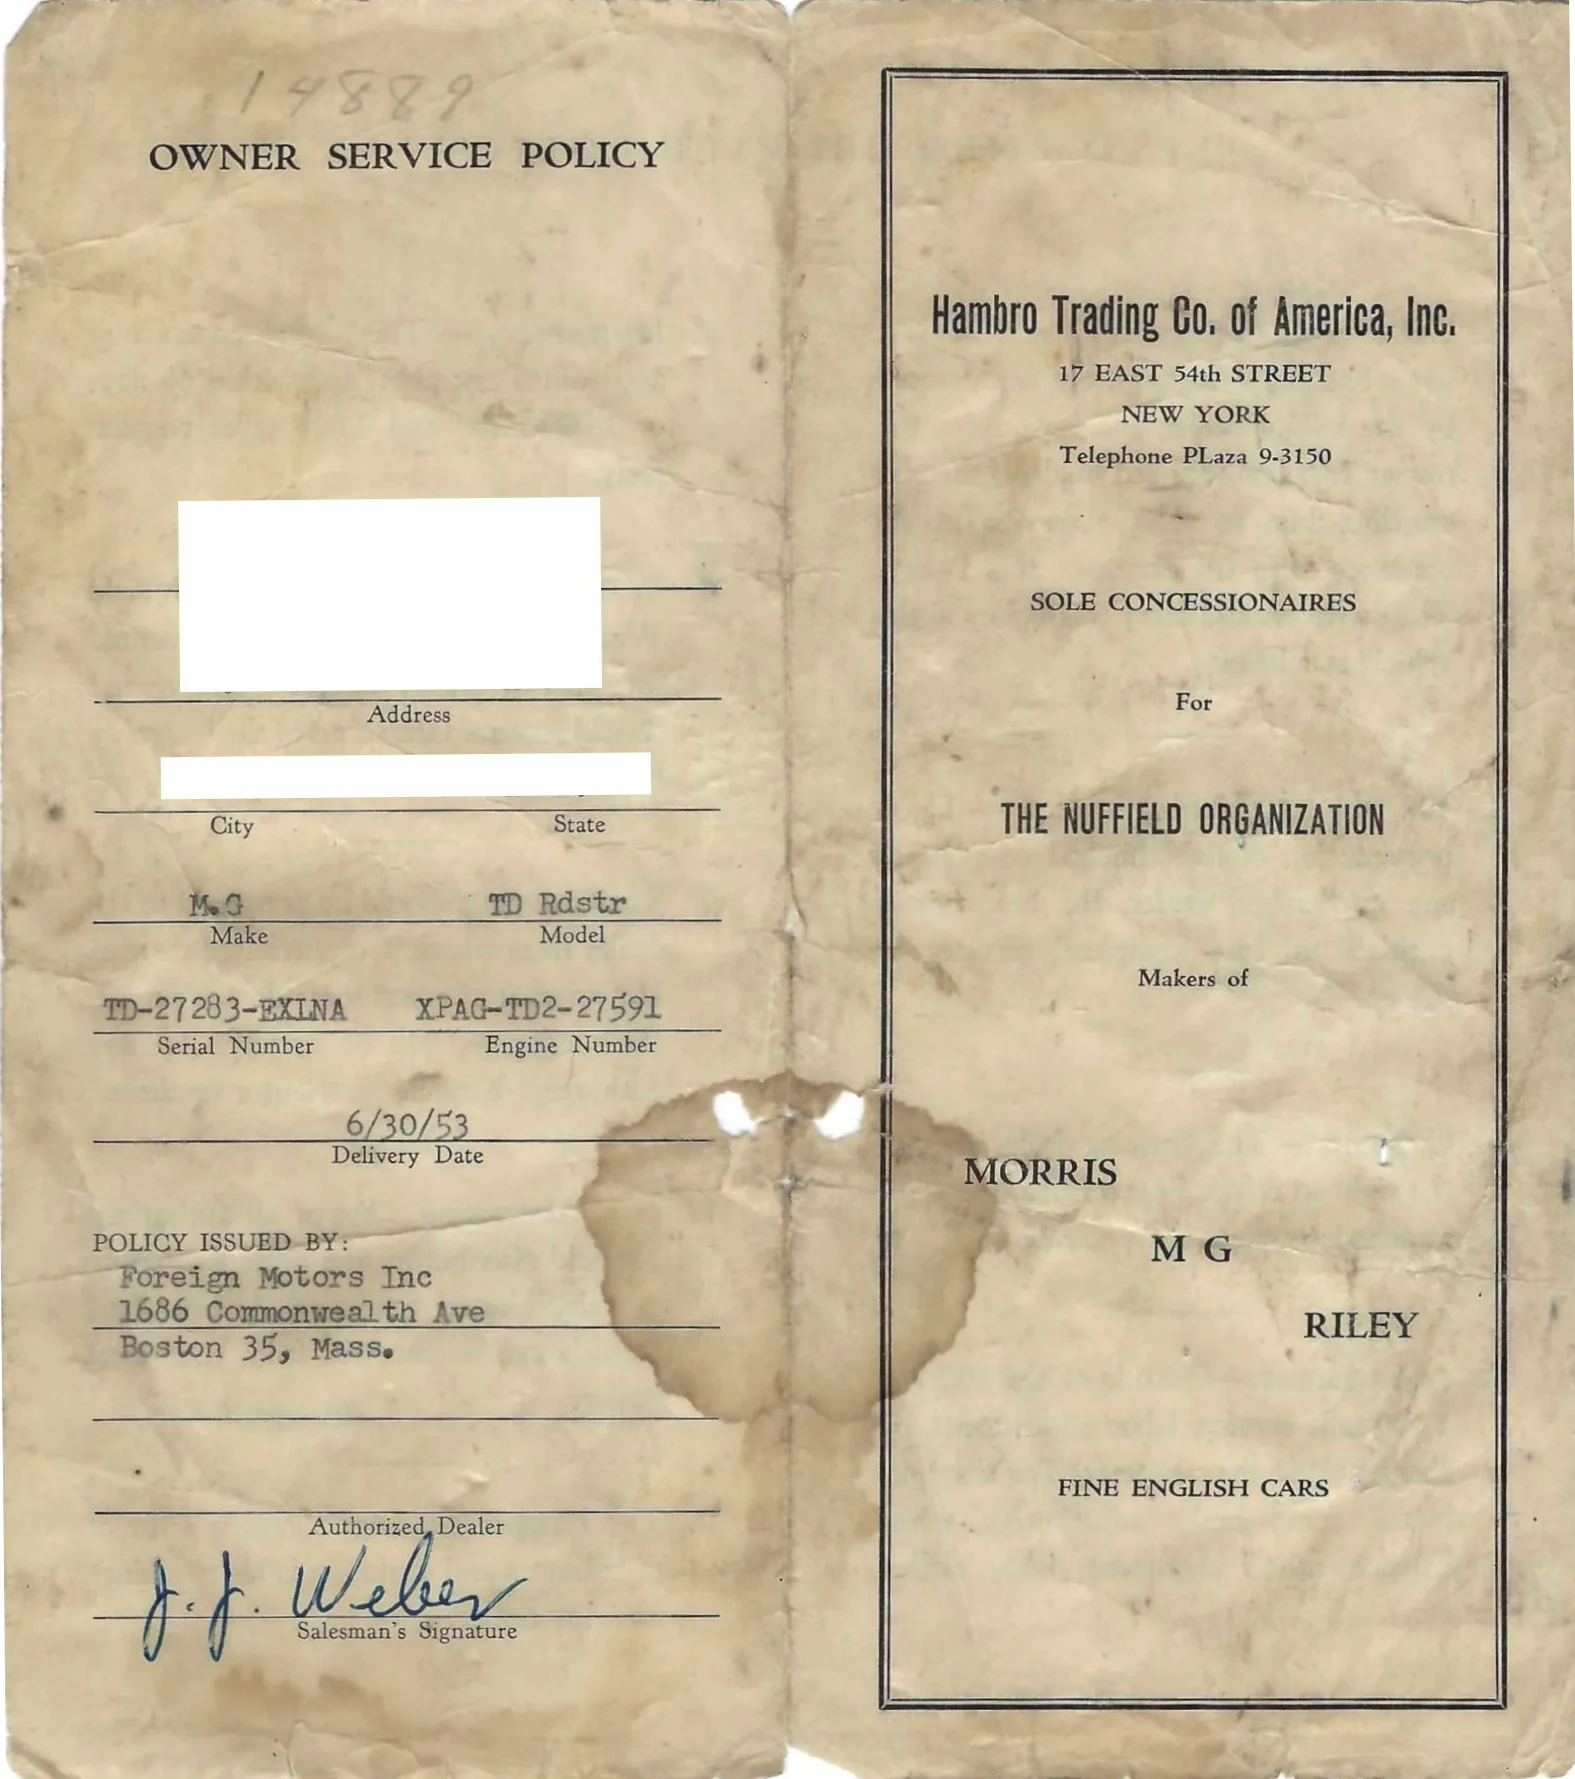 14889
OWNER SERVICE POLICY
Address
City State
M.G TD Rdstr
Make Model
TD-27283-EXLNA XPAG-TD2-27591
Serial Number Engine Number
6/30/53
Delivery Date
POLICY ISSUED BY:
Foreign Motors Inc
1686 Commonwealth Ave
Boston 35, Mass.
Authorized Dealer
J. J. Weber
Salesman's Signature
Hambro Trading Co. of America, Inc.
17 EAST 54th STREET
NEW YORK
Telephone PLaza 9-3150
SOLE CONCESSIONAIRES
For
THE NUFFIELD ORGANIZATION
Makers of
MORRIS
M G
RILEY
FINE ENGLISH CARS